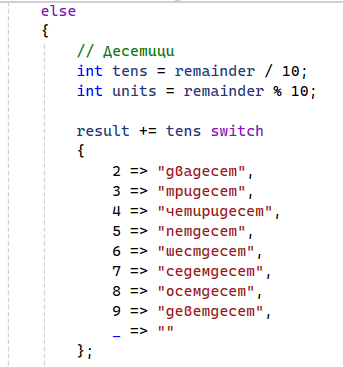 else
{
    // Десетици
    int tens = remainder / 10;
    int units = remainder % 10;

    result += tens switch
    {
        2 => "двадесет",
        3 => "тридесет",
        4 => "четиридесет",
        5 => "петдесет",
        6 => "шестдесет",
        7 => "седемдесет",
        8 => "осемдесет",
        9 => "деветдесет",
        _ => ""
    };